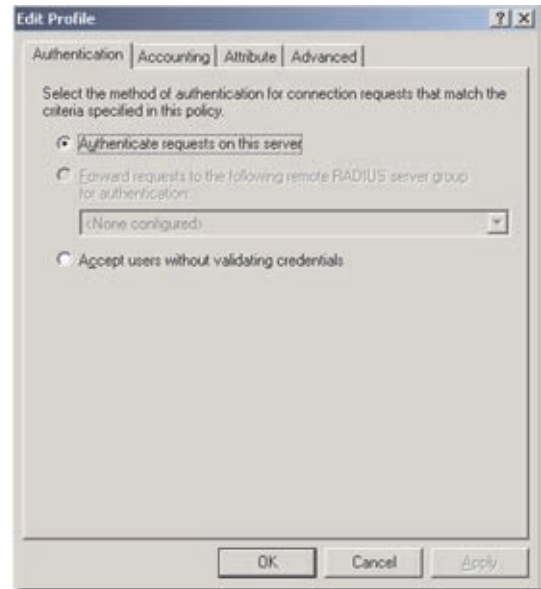 Edit Profile
Authentication Accounting Attribute Advanced
Select the method of authentication for connection requests that match the
criteria specified in this policy.
Authenticate requests on this server
Forward requests to the following remote RADIUS server group
for authentication:
<None configured>
Accept users without validating credentials
OK Cancel Apply